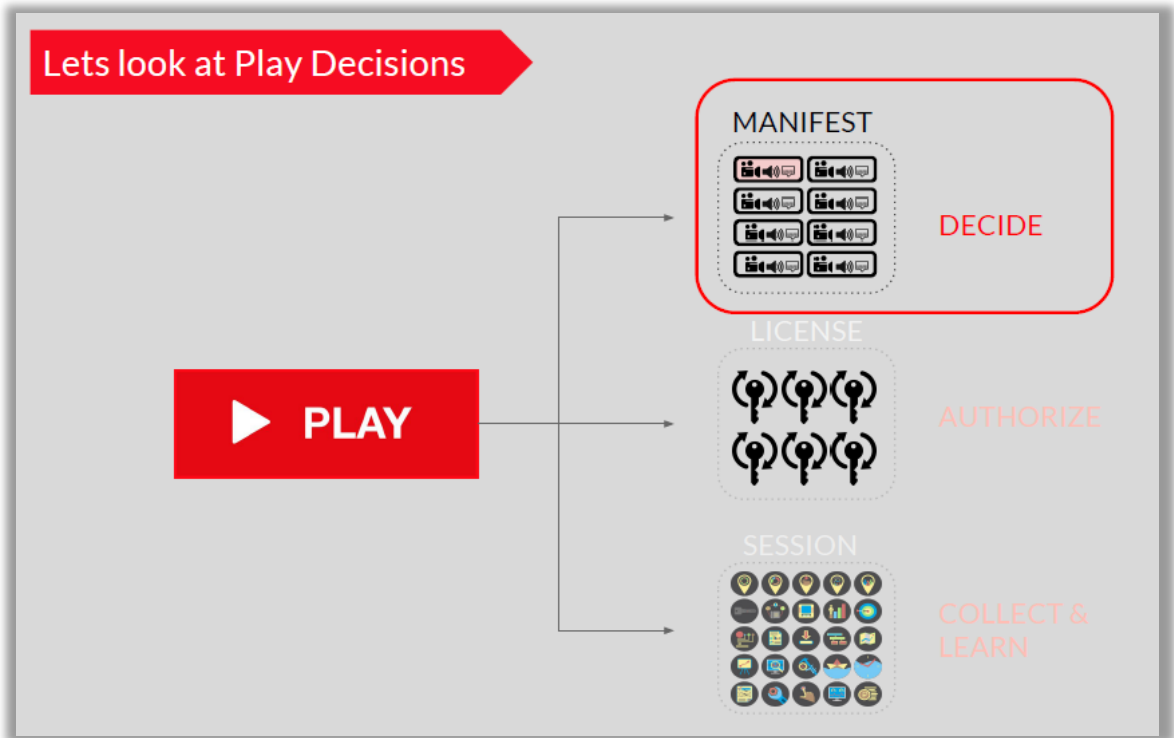 Lets look at Play Decisions
MANIFEST
DECIDE
PLAY
LICENSE
AUTHORIZE
SESSION
COLLECT &
LEARN